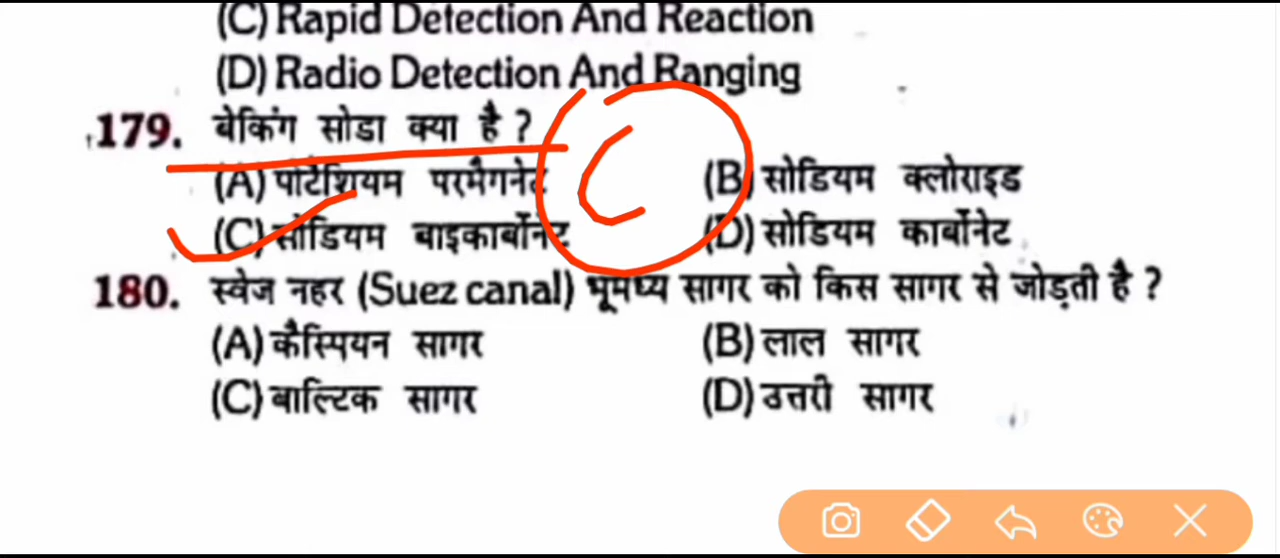 (C) Rapid Detection And Reaction
(D) Radio Detection And Ranging
179. बेकिंग सोडा क्या है ?
(A) पोटेशियम परमैगनेट (B) सोडियम क्लोराइड
C
(C) सोडियम बाइकार्बोनेट (D) सोडियम कार्बोनेट
180. स्वेज नहर (Suez canal) भूमध्य सागर को किस सागर से जोड़ती है ?
(A) कैस्पियन सागर (B) लाल सागर
(C) बाल्टिक सागर (D) उत्तरी सागर